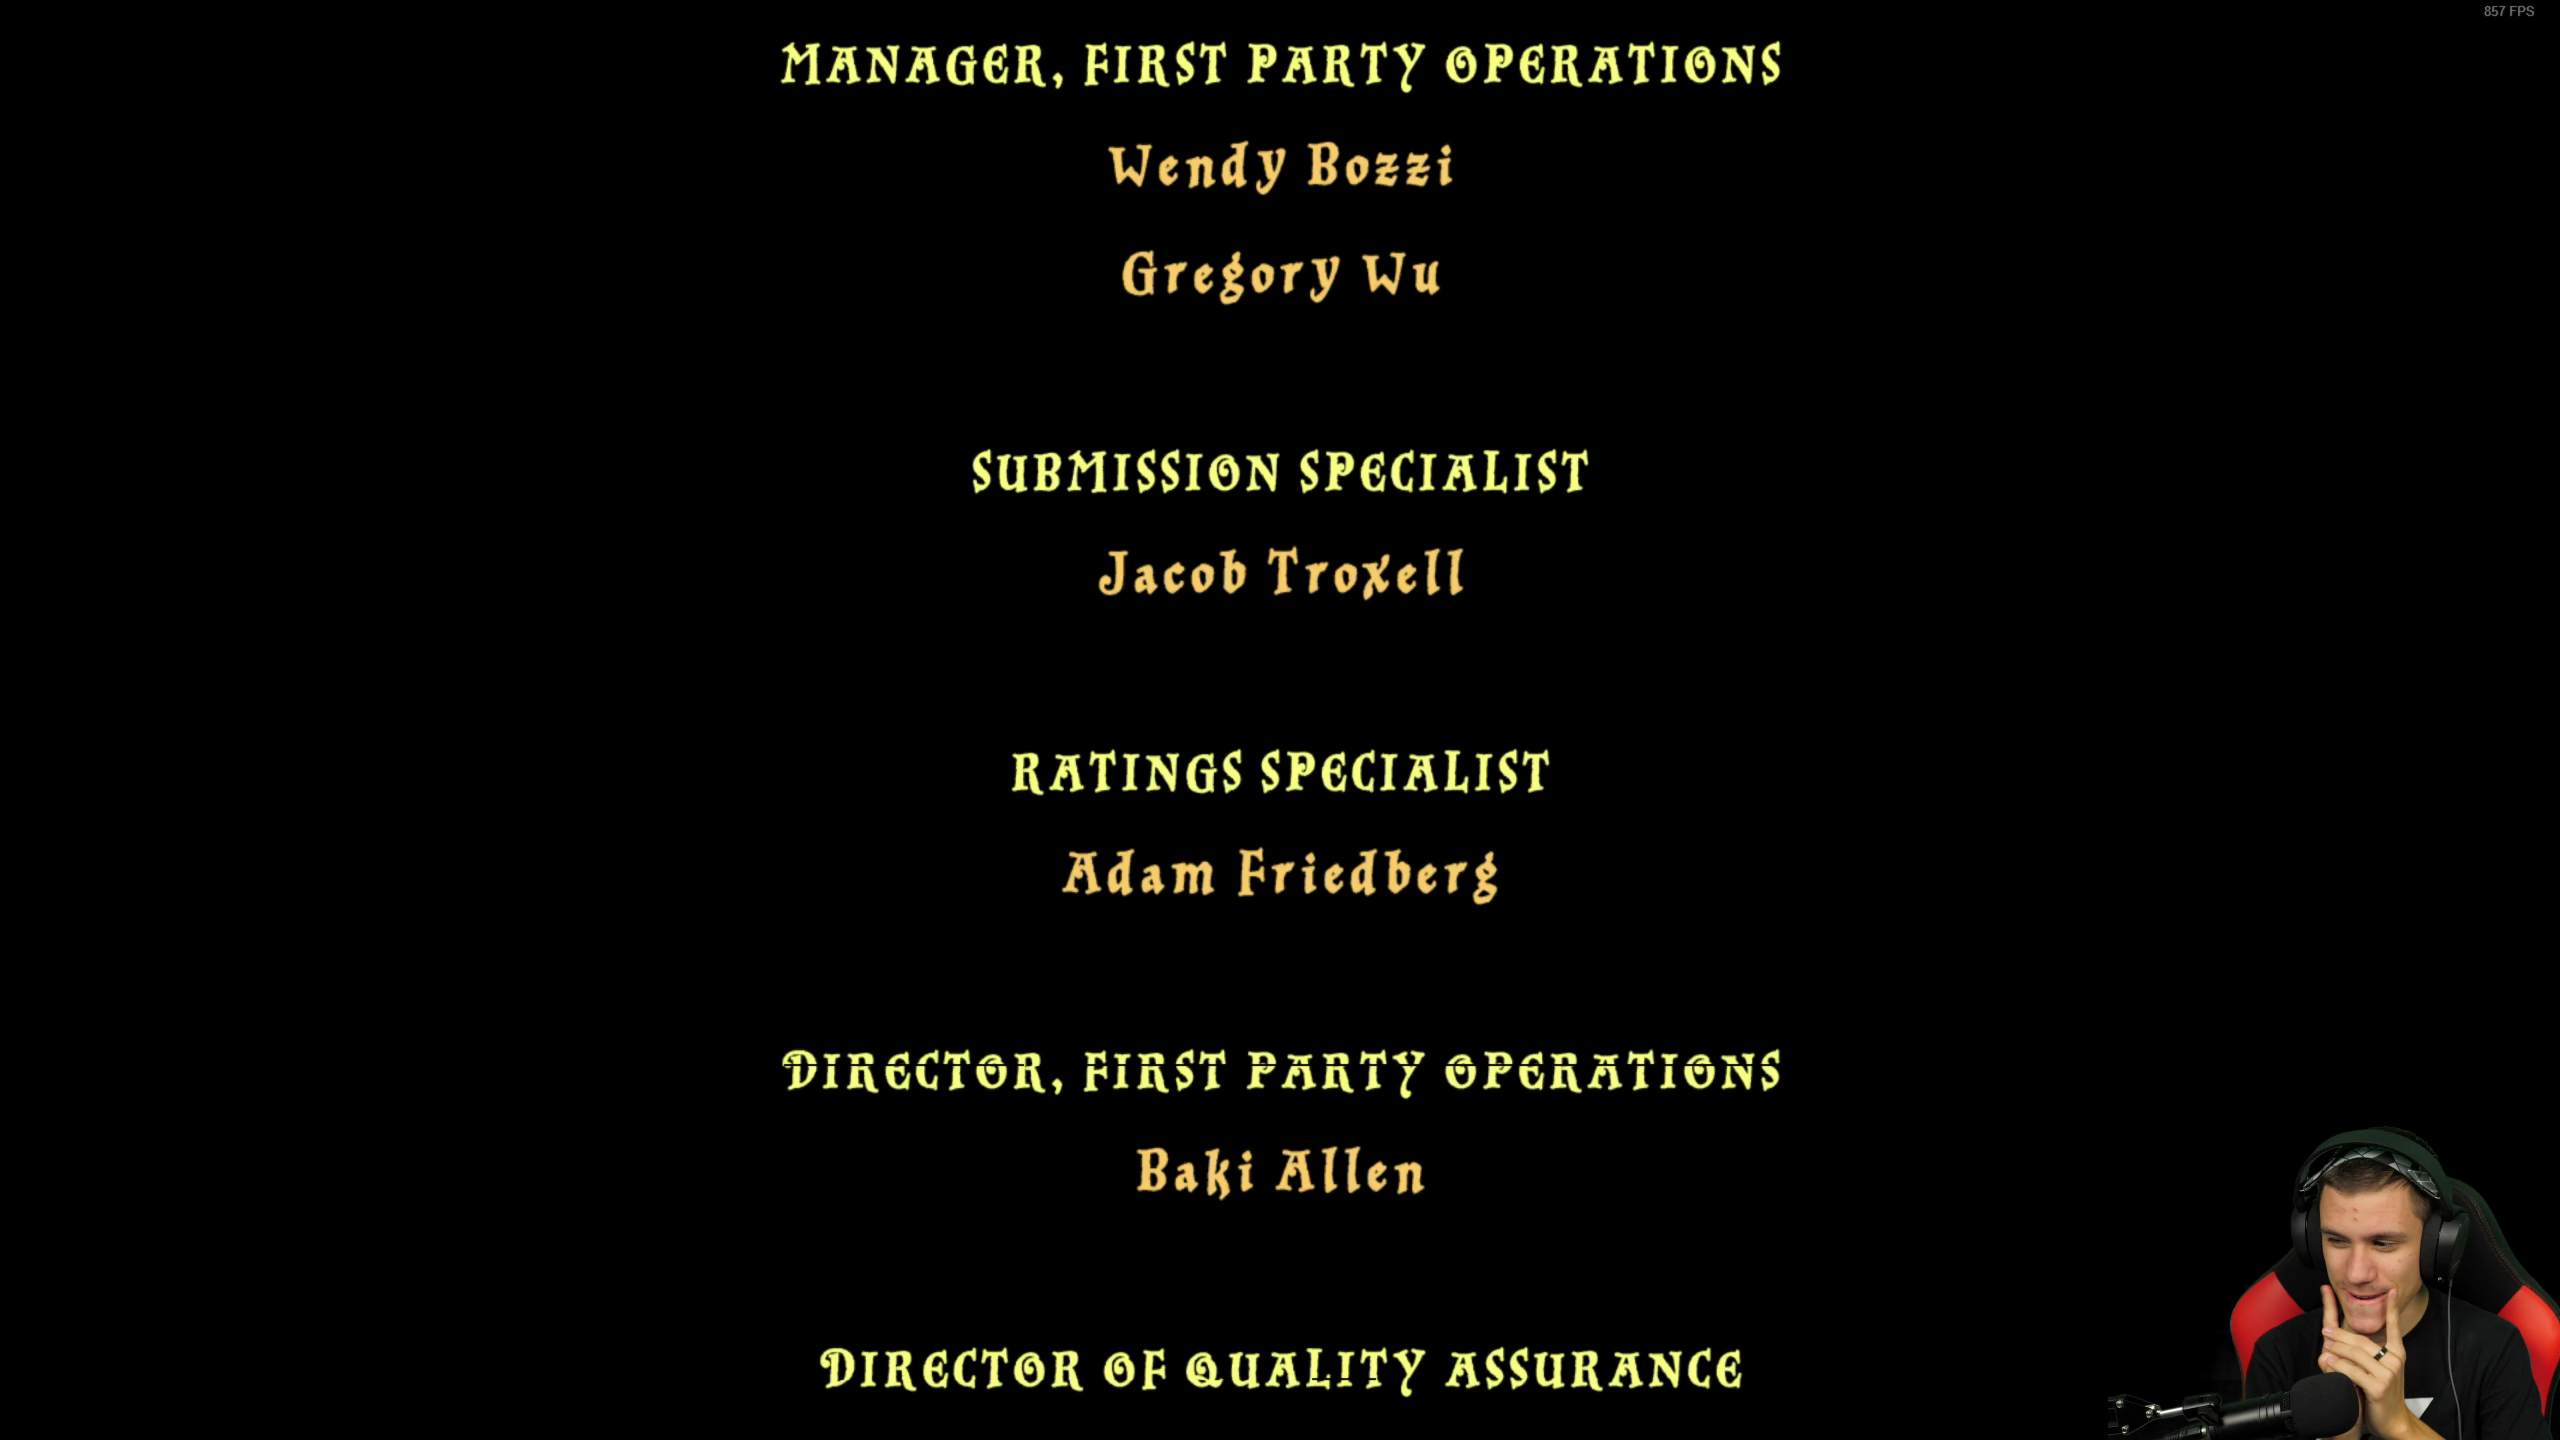 857 FPS
MANAGER, FIRST PARTY OPERATIONS
Wendy Bozzi
Gregory Wu
SUBMISSION SPECIALIST
Jacob Troxell
RATINGS SPECIALIST
Adam Friedberg
DIRECTOR, FIRST PARTY OPERATIONS
Baki Allen
DIRECTOR OF QUALITY ASSURANCE